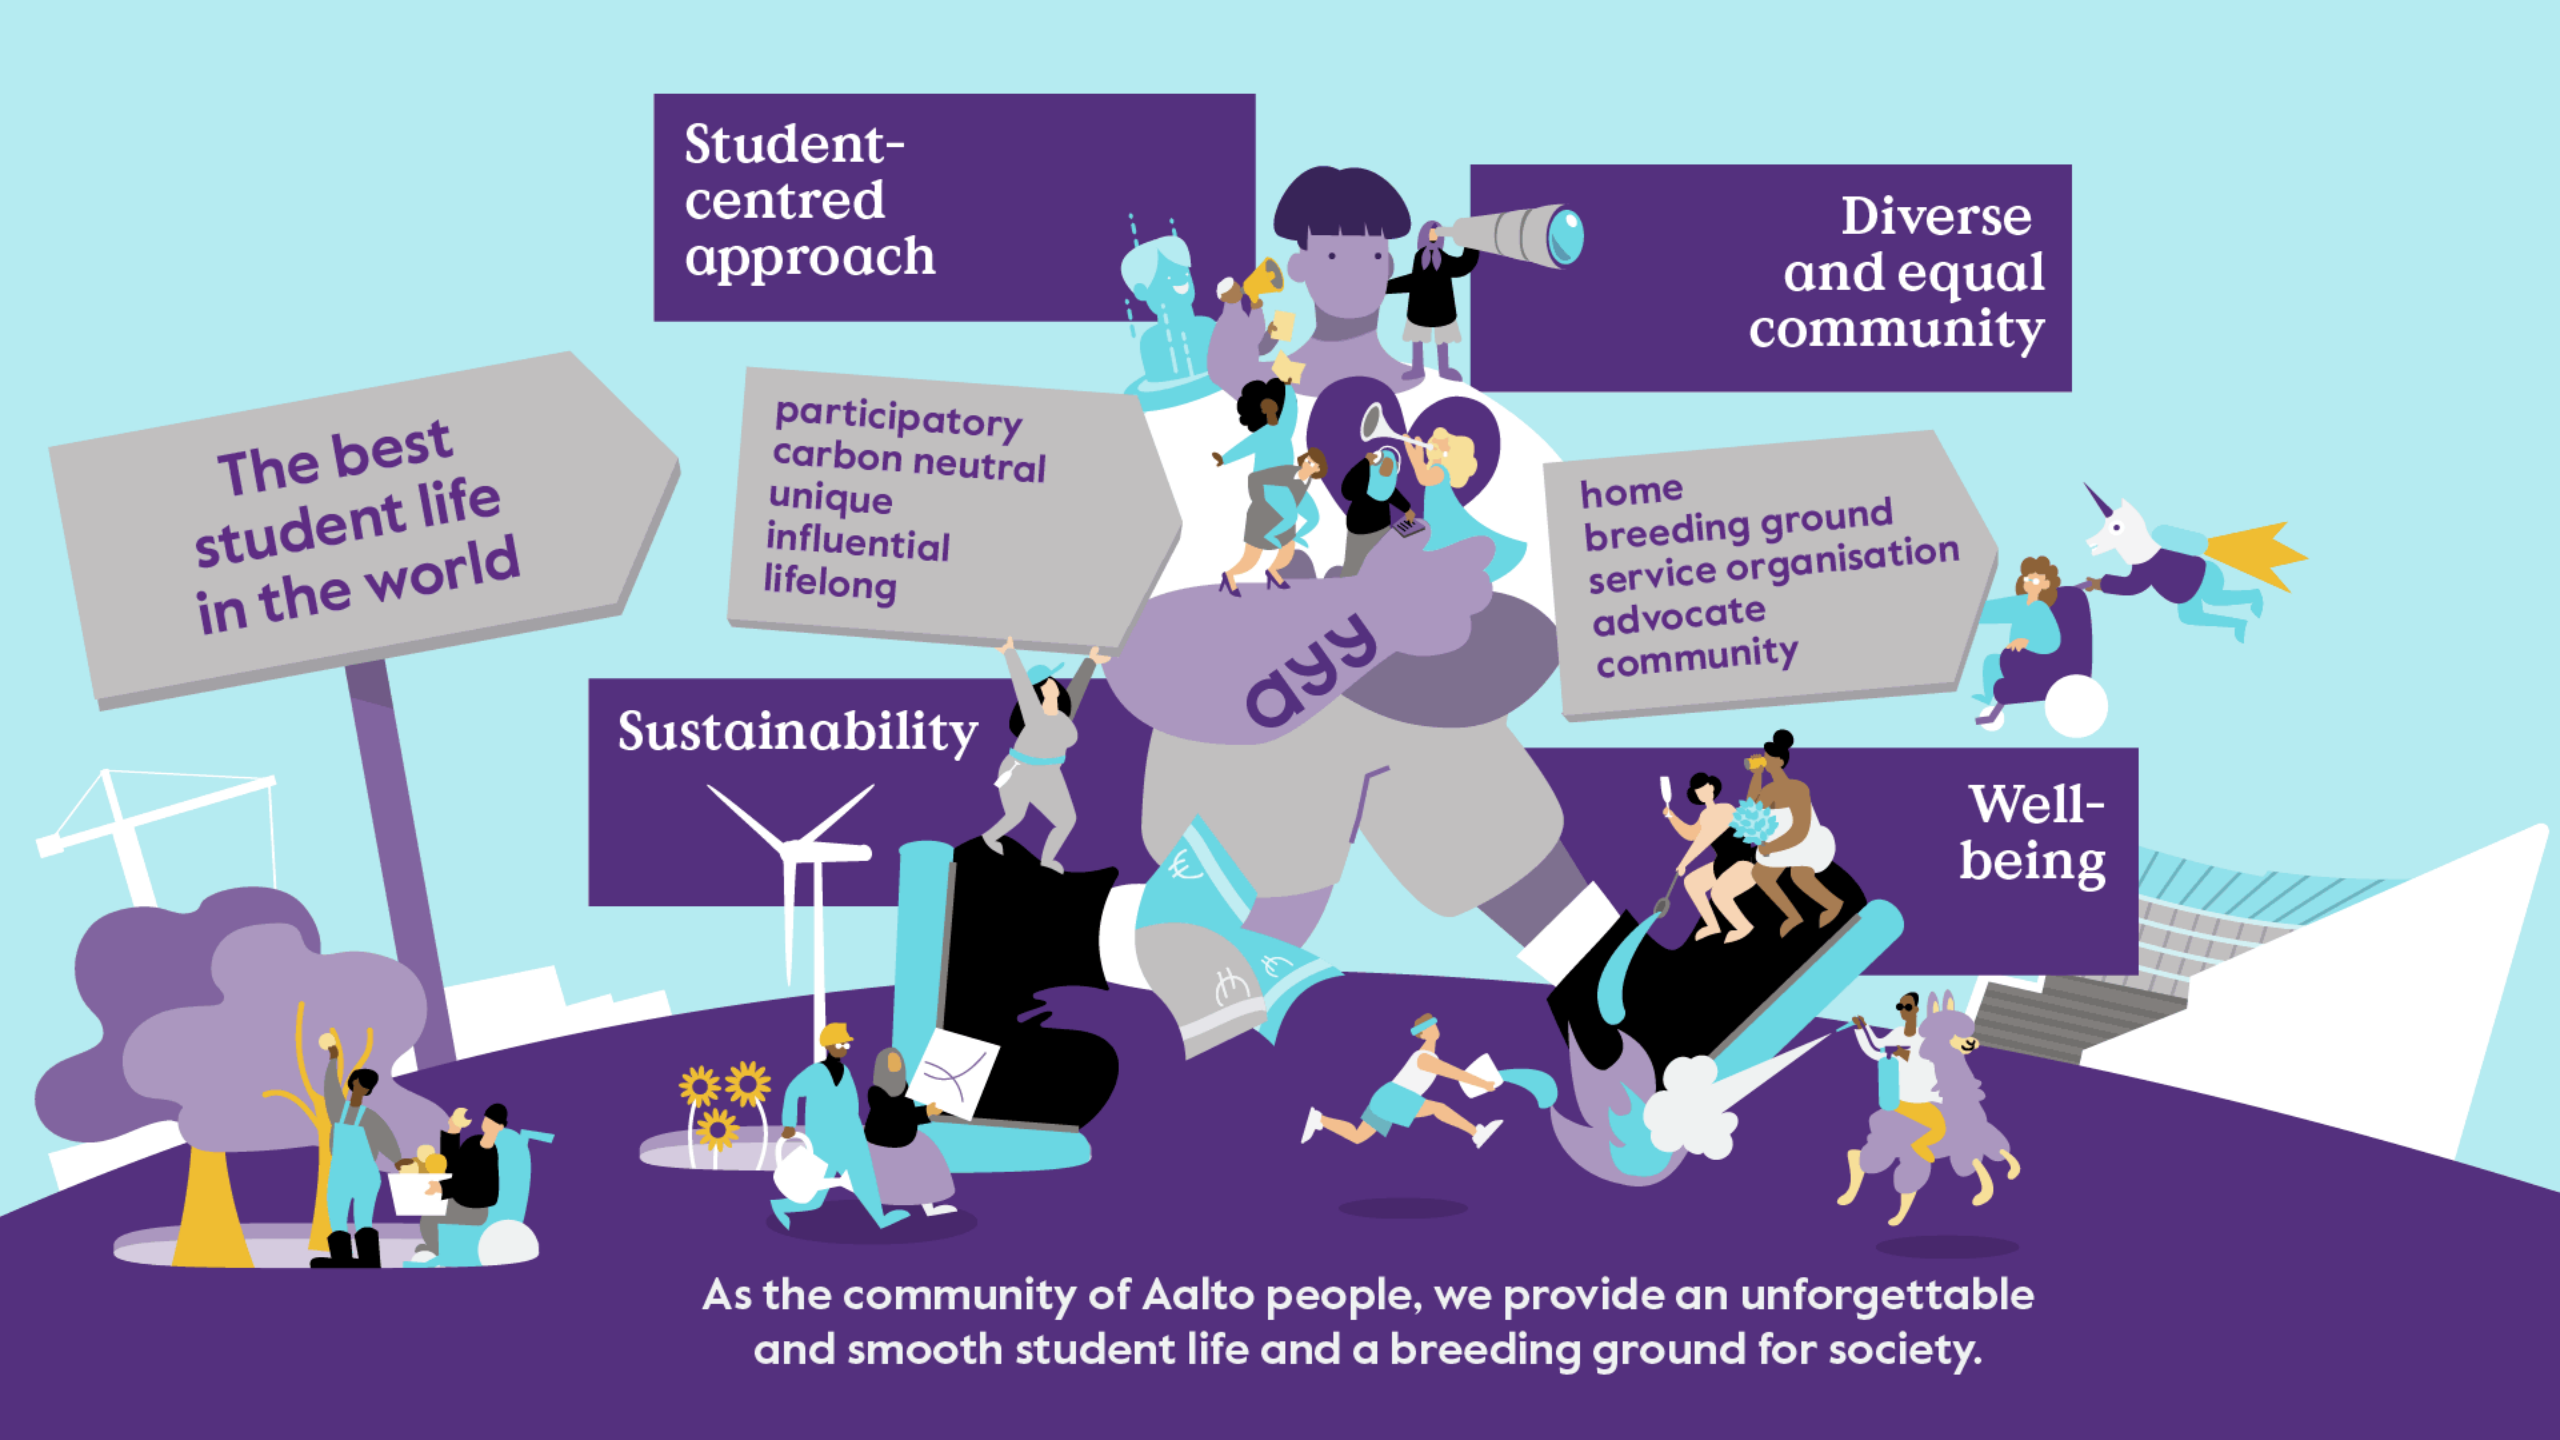 Student-
centred
approach
Diverse
and equal
community
The best
student life
in the world
participatory
carbon neutral
unique
influential
lifelong
home
breeding ground
service organisation
advocate
community
ayy
Sustainability
Well-
being
€
€
As the community of Aalto people, we provide an unforgettable
and smooth student life and a breeding ground for society.